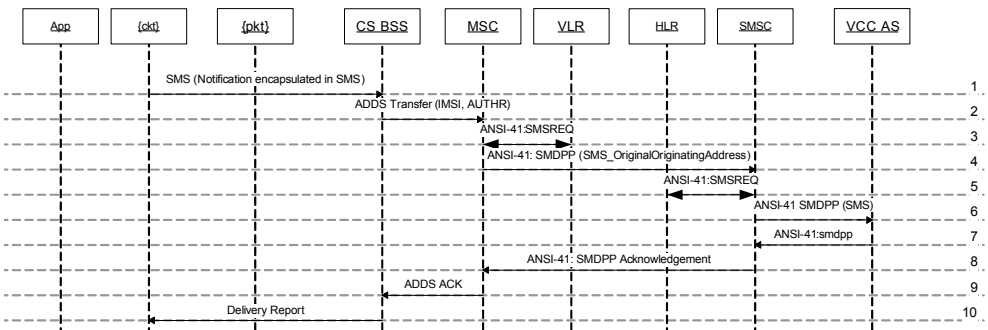 App {ckt} {pkt} CS BSS MSC VLR HLR SMSC VCC AS
SMS (Notification encapsulated in SMS)
1
ADDS Transfer (IMSI, AUTHR)
2
ANSI-41:SMSREQ
3
ANSI-41: SMDPP (SMS_OriginalOriginatingAddress)
4
ANSI-41:SMSREQ
5
ANSI-41 SMDPP (SMS)
6
ANSI-41:smdpp
7
ANSI-41: SMDPP Acknowledgement
8
ADDS ACK
9
Delivery Report
10